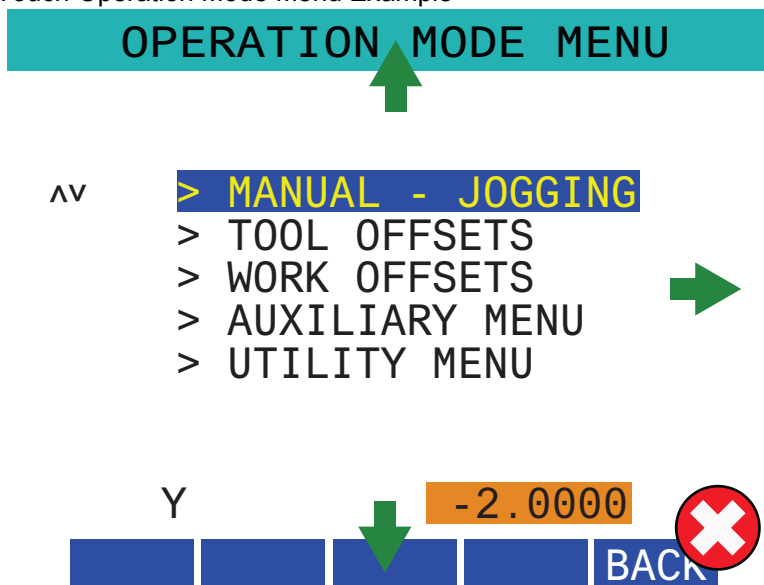 OPERATION MODE MENU
˄˅ > MANUAL - JOGGING
> TOOL OFFSETS
> WORK OFFSETS
> AUXILIARY MENU
> UTILITY MENU
Y -2.0000
BACK